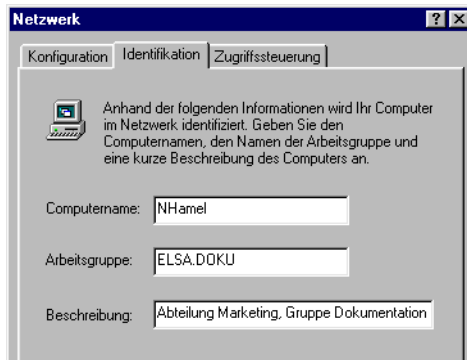 Netzwerk
Konfiguration Identifikation Zugriffssteuerung
Anhand der folgenden Informationen wird Ihr Computer
im Netzwerk identifiziert. Geben Sie den
Computernamen, den Namen der Arbeitsgruppe und
eine kurze Beschreibung des Computers an.
Computername: NHamel
Arbeitsgruppe: ELSA.DOKU
Beschreibung: Abteilung Marketing, Gruppe Dokumentation